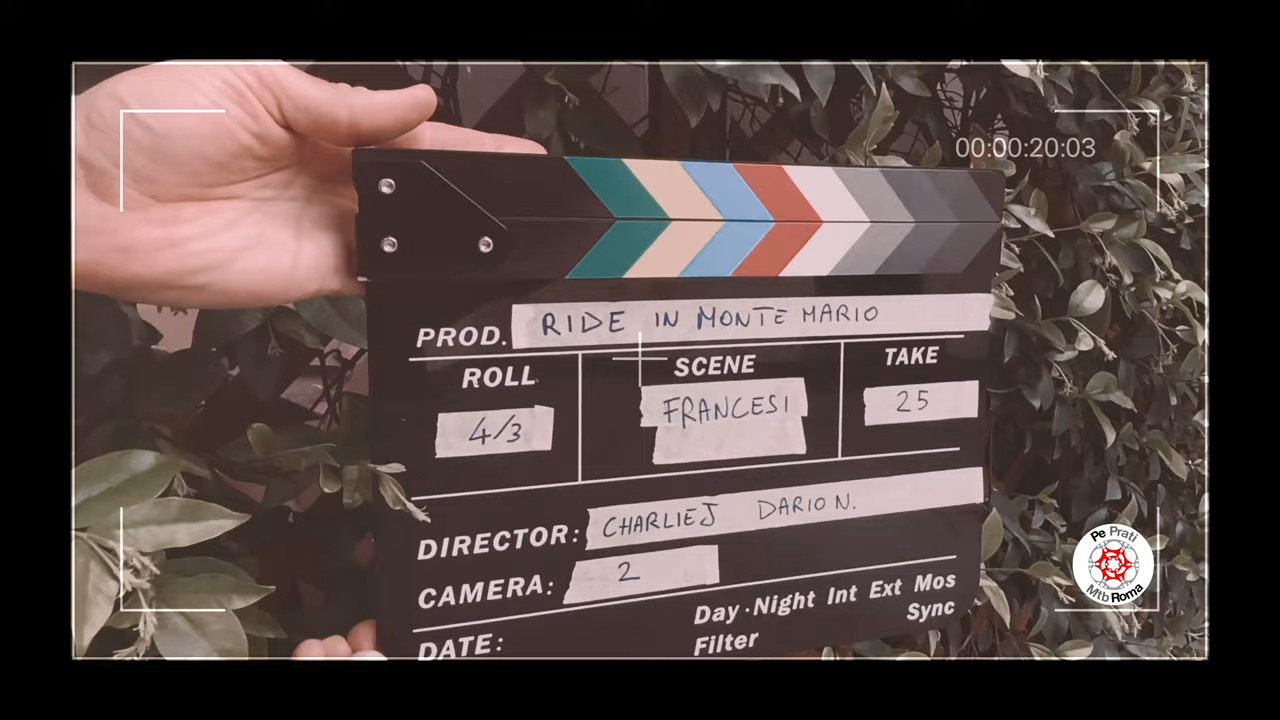 00:00:20:03
PROD. RIDE IN MONTE MARIO
ROLL SCENE TAKE
4/3 FRANCESI 25
DIRECTOR: CHARLIEJ DARIO N.
CAMERA: 2
Day·Night Int Ext Mos
DATE: Filter Sync
Pe Prati
Mtb Roma